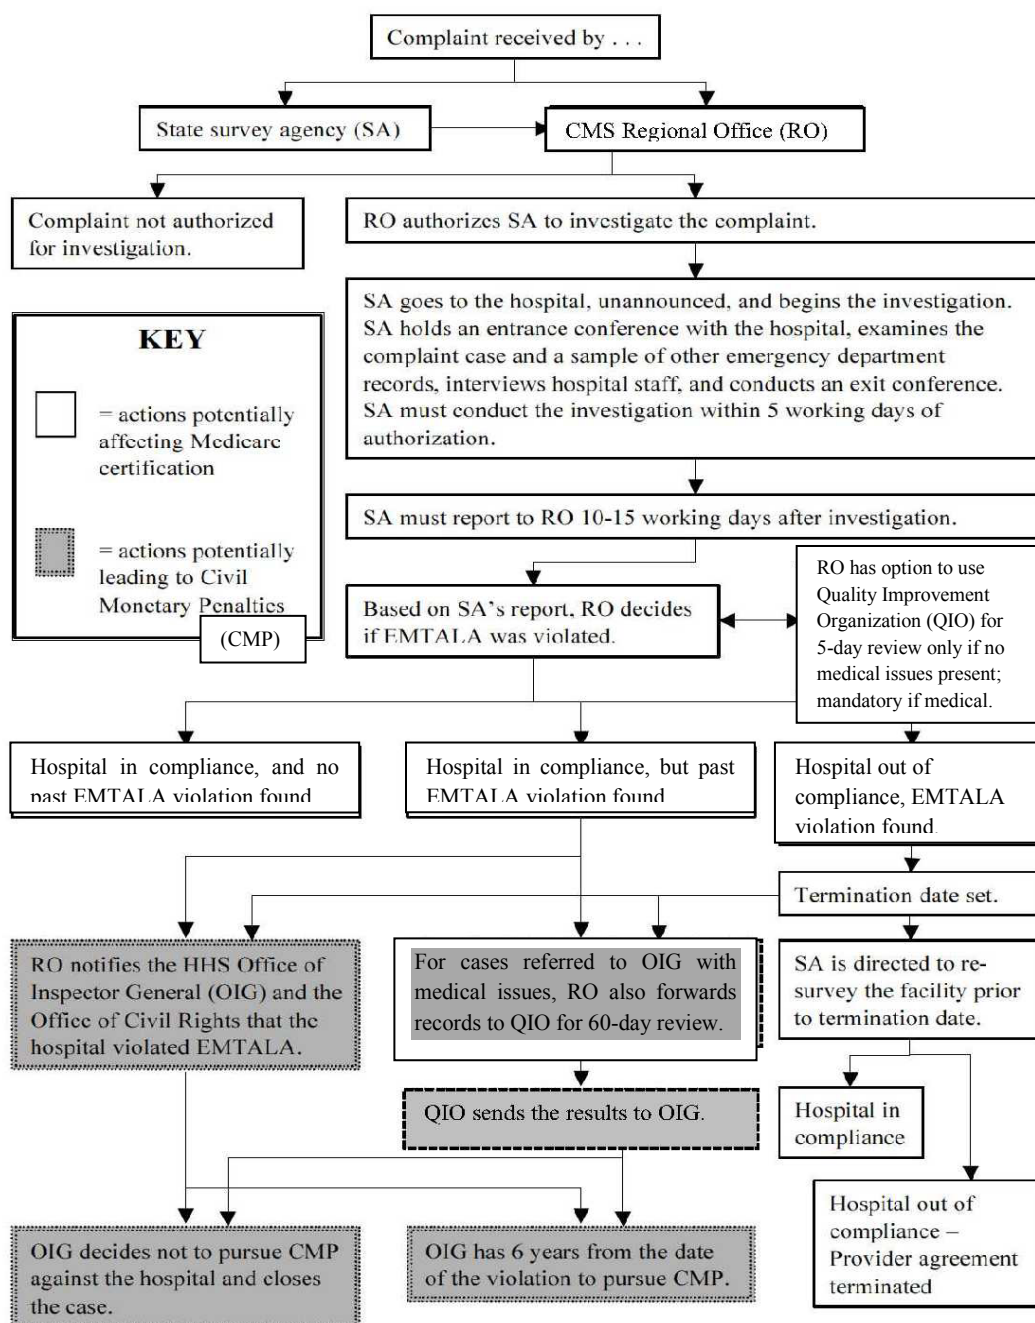 Complaint received by . . .
State survey agency (SA)
CMS Regional Office (RO)
Complaint not authorized
for investigation.
RO authorizes SA to investigate the complaint.
SA goes to the hospital, unannounced, and begins the investigation.
SA holds an entrance conference with the hospital, examines the
complaint case and a sample of other emergency department
records, interviews hospital staff, and conducts an exit conference.
SA must conduct the investigation within 5 working days of
authorization.
KEY
= actions potentially
affecting Medicare
certification
= actions potentially
leading to Civil
Monetary Penalties
(CMP)
SA must report to RO 10-15 working days after investigation.
Based on SA's report, RO decides
if EMTALA was violated.
RO has option to use
Quality Improvement
Organization (QIO) for
5-day review only if no
medical issues present;
mandatory if medical.
Hospital in compliance, and no
past EMTALA violation found
Hospital in compliance, but past
EMTALA violation found
Hospital out of
compliance, EMTALA
violation found.
Termination date set.
RO notifies the HHS Office of
Inspector General (OIG) and the
Office of Civil Rights that the
hospital violated EMTALA.
For cases referred to OIG with
medical issues, RO also forwards
records to QIO for 60-day review.
SA is directed to re-
survey the facility prior
to termination date.
QIO sends the results to OIG.
Hospital in
compliance
OIG decides not to pursue CMP
against the hospital and closes
the case.
OIG has 6 years from the date
of the violation to pursue CMP.
Hospital out of
compliance –
Provider agreement
terminated